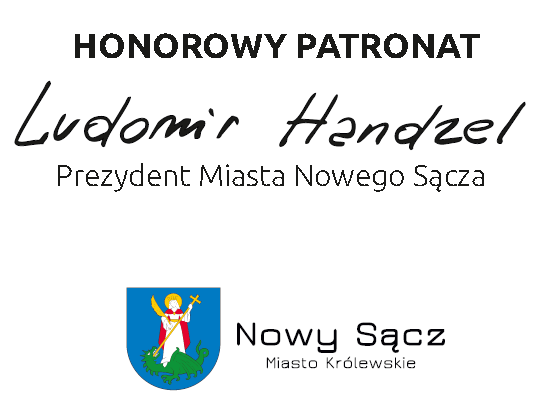 HONOROWY PATRONAT
Ludomir Handzel
Prezydent Miasta Nowego Sącza
Nowy Sącz
Miasto Królewskie